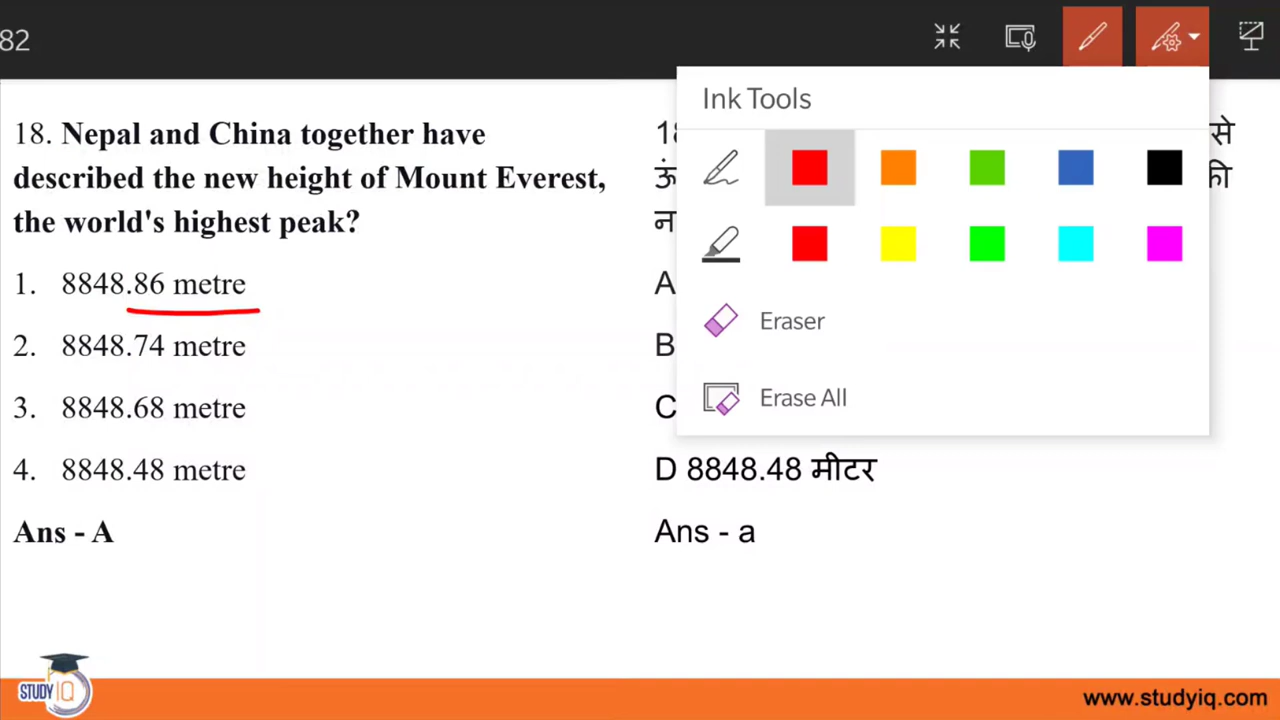 82
Ink Tools
18. Nepal and China together have
described the new height of Mount Everest,
the world's highest peak?
1. 8848.86 metre
2. 8848.74 metre
3. 8848.68 metre
4. 8848.48 metre
Ans - A
से
ऊं
न
A
B
C
D 8848.48 मीटर
Ans - a
Eraser
Erase All
STUDY IQ
www.studyiq.com